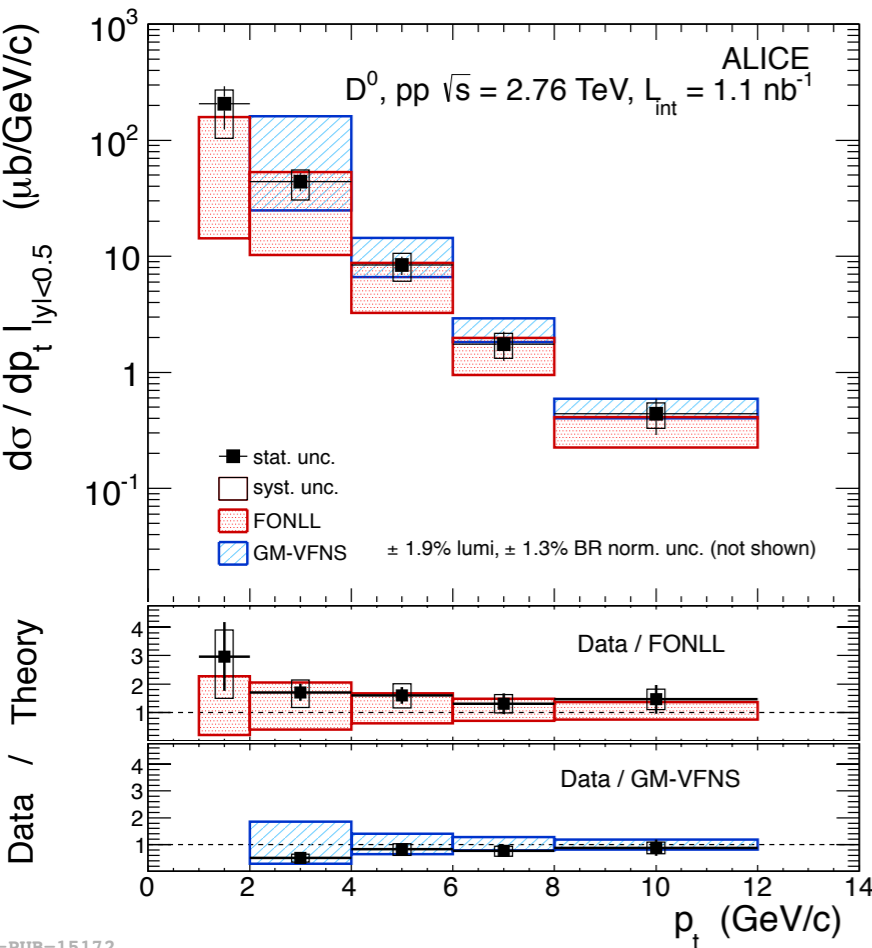 ALICE
D⁰, pp √s = 2.76 TeV, L_int = 1.1 nb⁻¹
dσ / dp_t |_|y|<0.5 (μb/GeV/c)
10³
10²
10
1
10⁻¹
stat. unc.
syst. unc.
FONLL
GM-VFNS
± 1.9% lumi, ± 1.3% BR norm. unc. (not shown)
Data / Theory
4
3
2
1
Data / FONLL
4
3
2
1
Data / GM-VFNS
0 2 4 6 8 10 12 14
p_t (GeV/c)
-PUB-15172